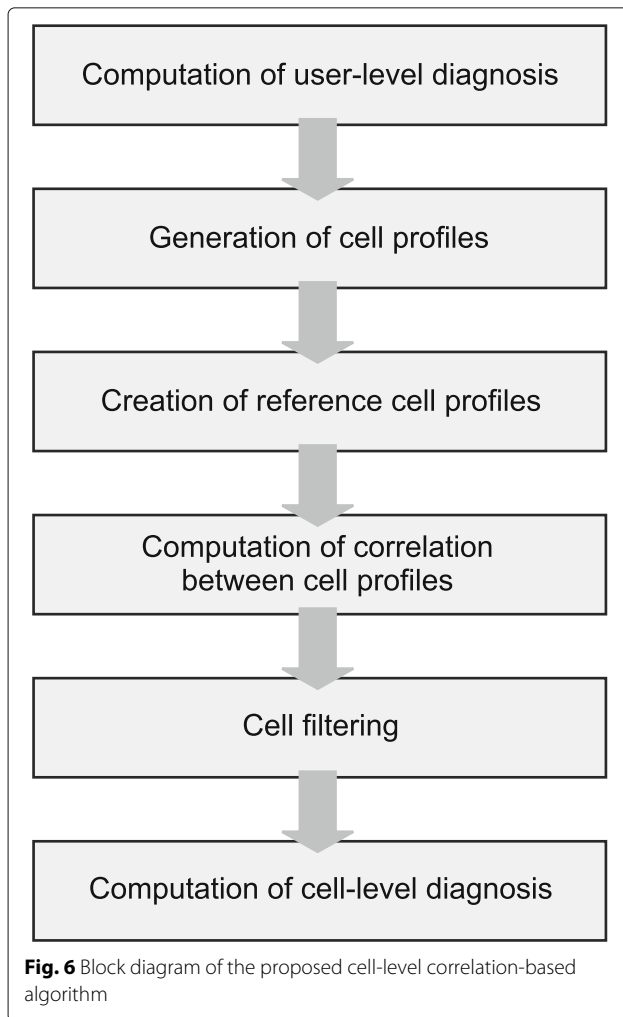 Computation of user-level diagnosis
Generation of cell profiles
Creation of reference cell profiles
Computation of correlation
between cell profiles
Cell filtering
Computation of cell-level diagnosis
Fig. 6 Block diagram of the proposed cell-level correlation-based
algorithm